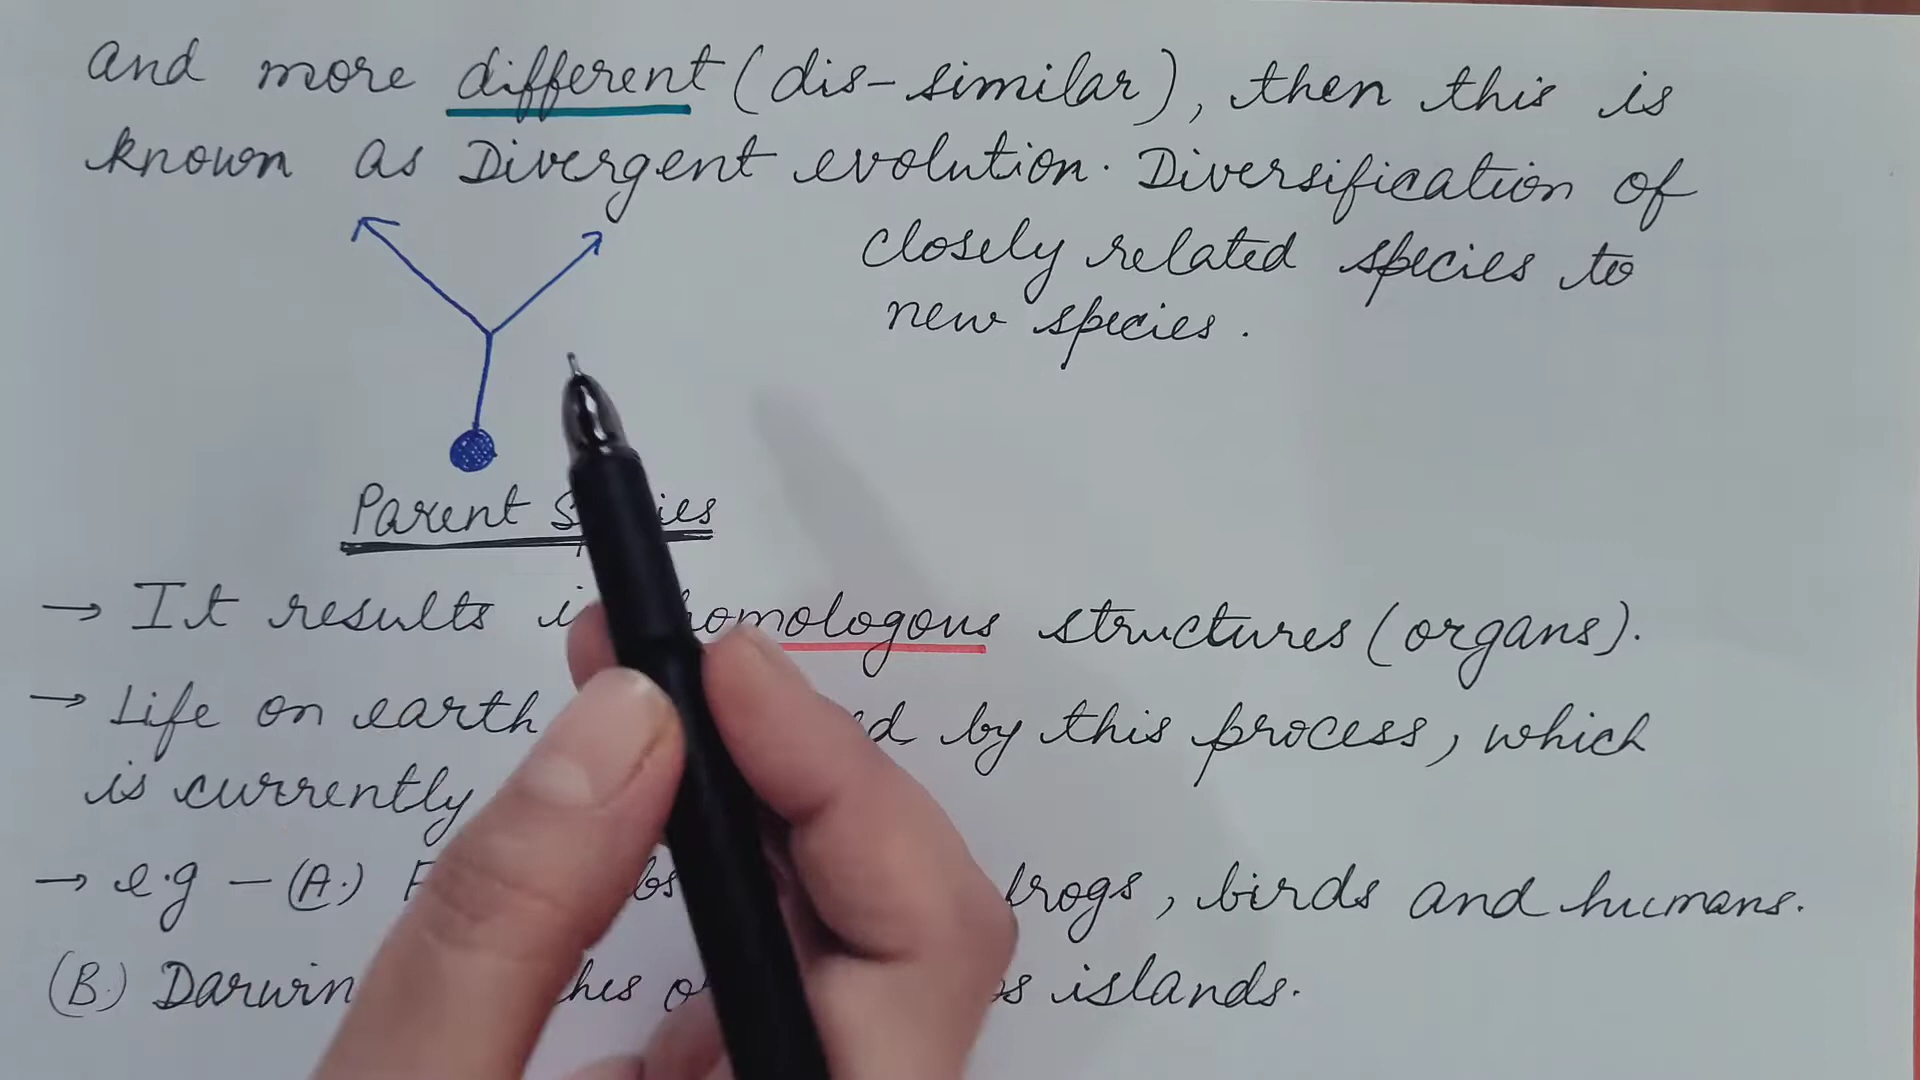 and more different (dis-similar), then this is
known as Divergent evolution. Diversification of
closely related species to
new species.
Parent
→ It results homologous structures (organs).
→ Life on earth by this process, which
is currently
→ e.g - (A.) frogs, birds and humans.
(B.) Darwin islands.